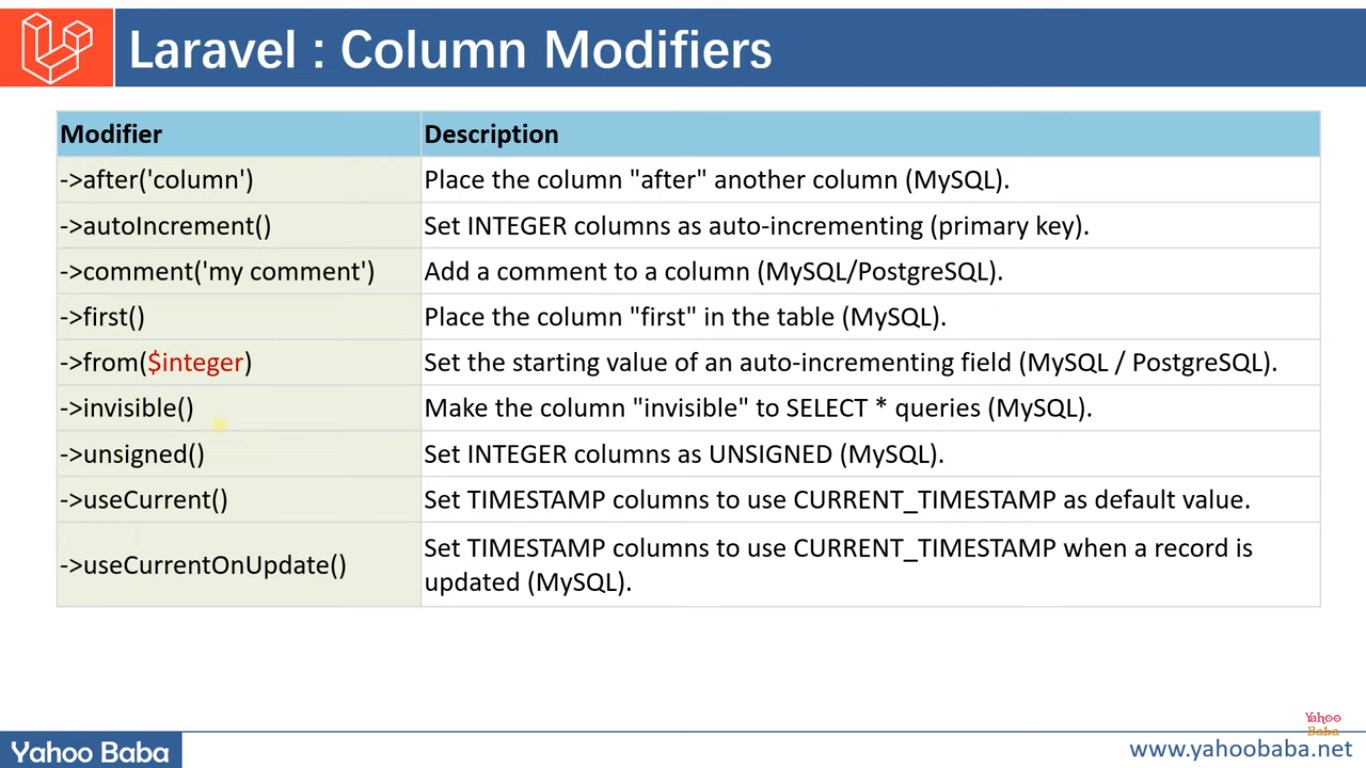 Laravel : Column Modifiers
Modifier Description
->after('column') Place the column "after" another column (MySQL).
->autoIncrement() Set INTEGER columns as auto-incrementing (primary key).
->comment('my comment') Add a comment to a column (MySQL/PostgreSQL).
->first() Place the column "first" in the table (MySQL).
->from($integer) Set the starting value of an auto-incrementing field (MySQL / PostgreSQL).
->invisible() Make the column "invisible" to SELECT * queries (MySQL).
->unsigned() Set INTEGER columns as UNSIGNED (MySQL).
->useCurrent() Set TIMESTAMP columns to use CURRENT_TIMESTAMP as default value.
->useCurrentOnUpdate() Set TIMESTAMP columns to use CURRENT_TIMESTAMP when a record is
updated (MySQL).
Yahoo
Baba
Yahoo Baba www.yahoobaba.net